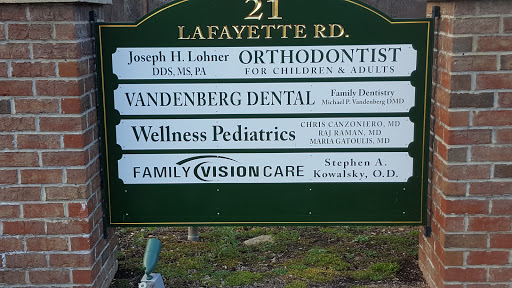 21
LAFAYETTE RD.
Joseph H. Lohner
DDS, MS, PA
ORTHODONTIST
FOR CHILDREN & ADULTS
VANDENBERG DENTAL
Family Dentistry
Michael P. Vandenberg DMD
Wellness Pediatrics
CHRIS CANZONIERO, MD
RAJ RAMAN, MD
MARIA GATOULIS, MD
FAMILY VISION CARE
Stephen A.
Kowalsky, O.D.